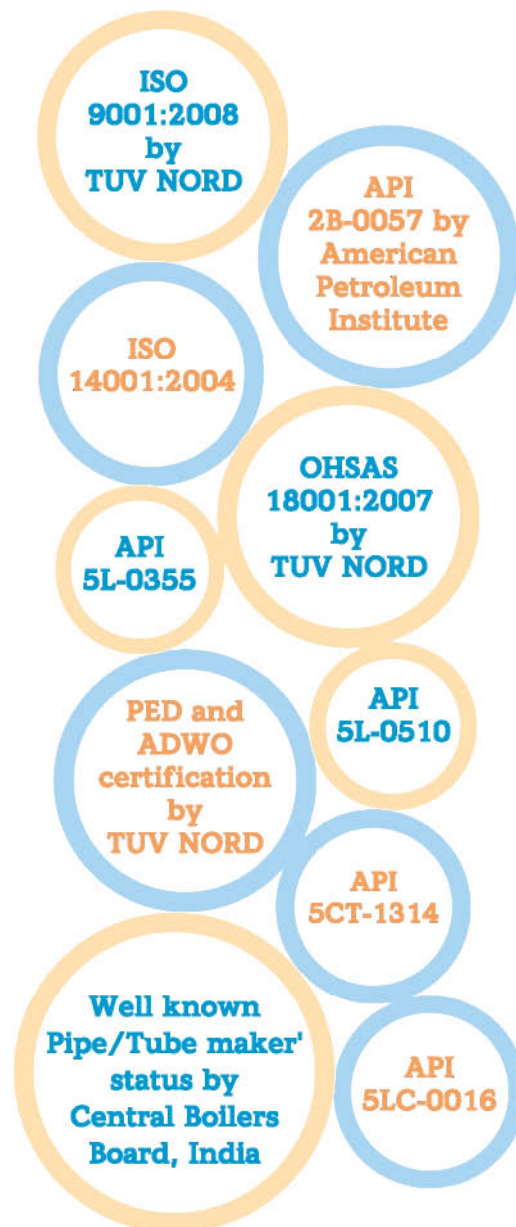 ISO
9001:2008
by
TUV NORD
API
2B-0057 by
American
Petroleum
Institute
ISO
14001:2004
OHSAS
18001:2007
by
TUV NORD
API
5L-0355
API
5L-0510
PED and
ADWO
certification
by
TUV NORD
API
5CT-1314
Well known
Pipe/Tube maker'
status by
Central Boilers
Board, India
API
5LC-0016